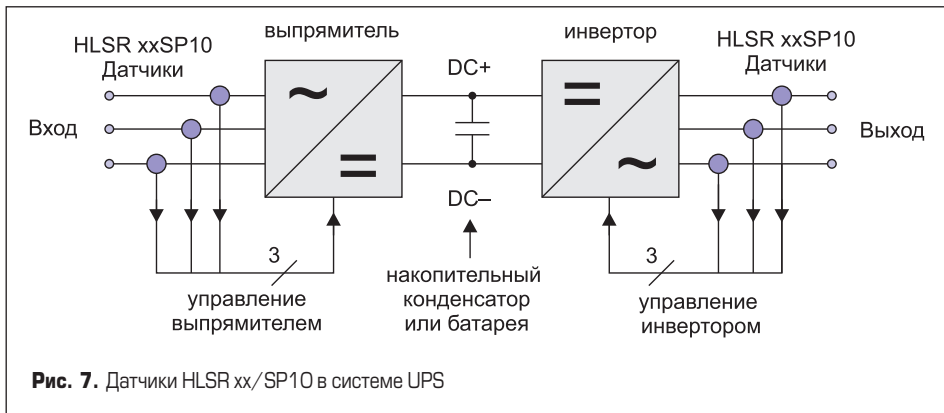 выпрямитель
инвертор
HLSR xxSP10
Датчики
HLSR xxSP10
Датчики
DC+
~
=
=
~
Вход
Выход
DC–
3
3
управление
выпрямителем
накопительный
конденсатор
или батарея
управление
инвертором
Рис. 7. Датчики HLSR xx/SP10 в системе UPS